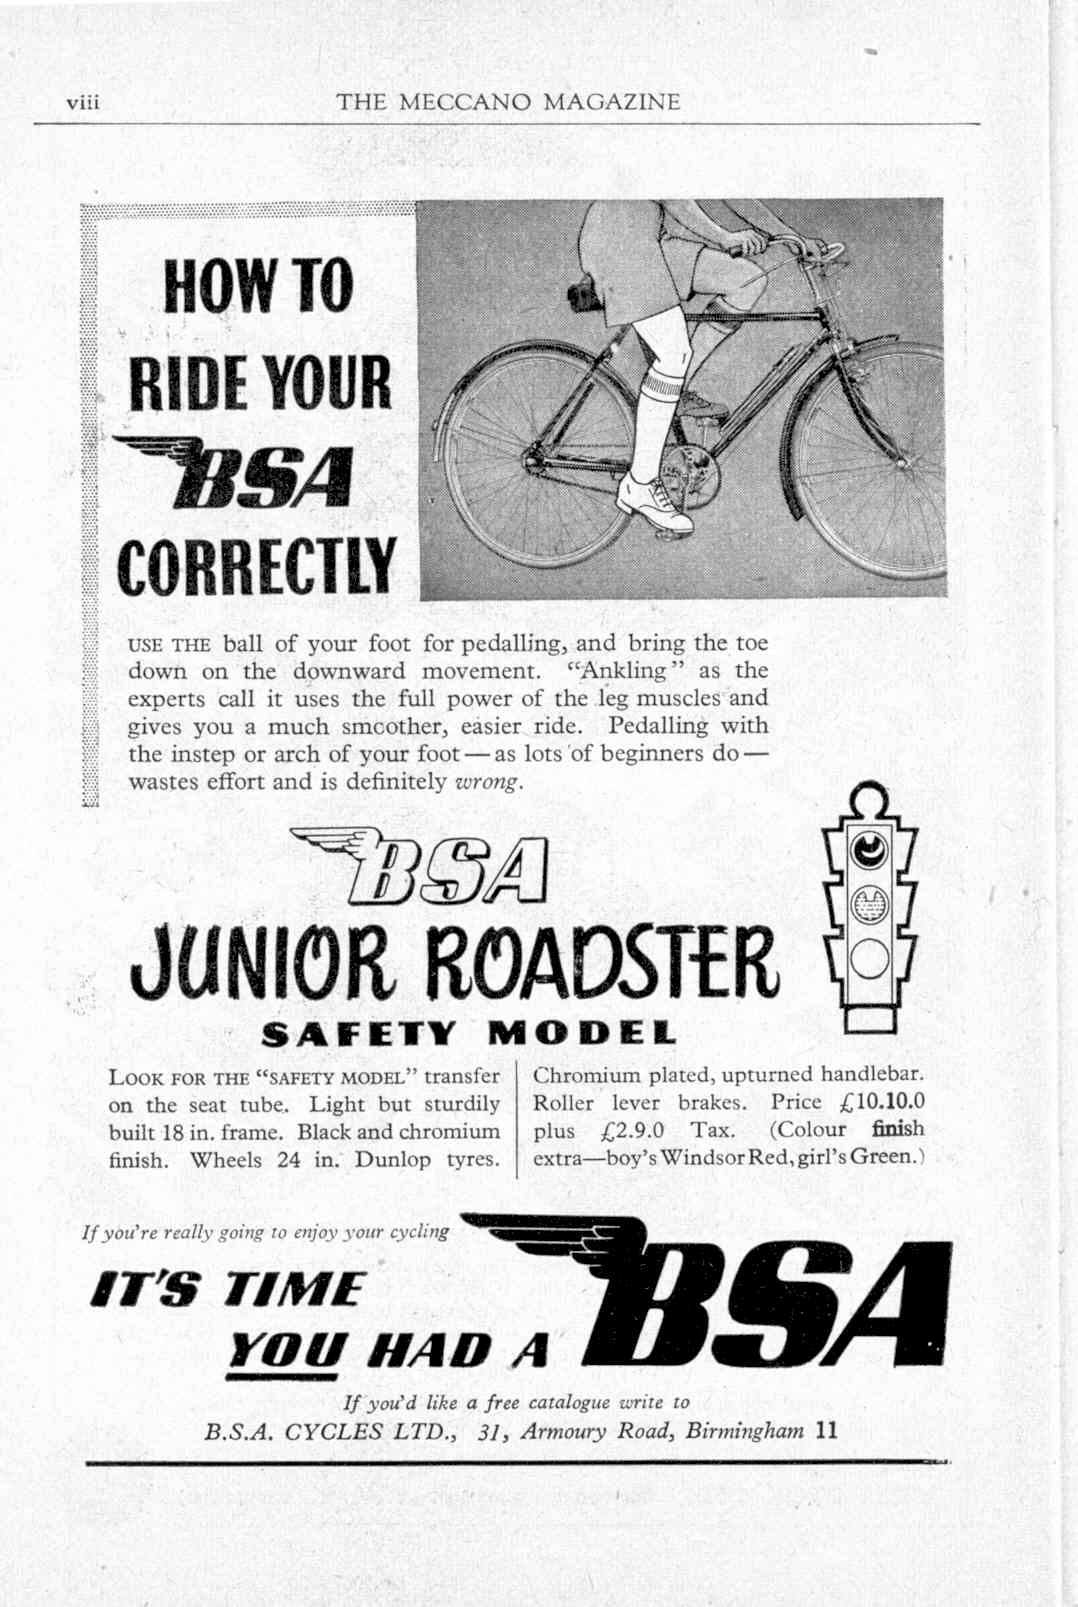 viii
THE MECCANO MAGAZINE
HOW TO
RIDE YOUR
BSA
CORRECTLY
USE THE ball of your foot for pedalling, and bring the toe
down on the downward movement. "Ankling" as the
experts call it uses the full power of the leg muscles and
gives you a much smoother, easier ride. Pedalling with
the instep or arch of your foot—as lots of beginners do—
wastes effort and is definitely wrong.
BSA
JUNIOR ROADSTER
SAFETY MODEL
LOOK FOR THE "SAFETY MODEL" transfer
on the seat tube. Light but sturdily
built 18 in. frame. Black and chromium
finish. Wheels 24 in. Dunlop tyres.
Chromium plated, upturned handlebar.
Roller lever brakes. Price £10.10.0
plus £2.9.0 Tax. (Colour finish
extra—boy's Windsor Red, girl's Green.)
If you're really going to enjoy your cycling
IT'S TIME
YOU HAD A
BSA
If you'd like a free catalogue write to
B.S.A. CYCLES LTD., 31, Armoury Road, Birmingham 11